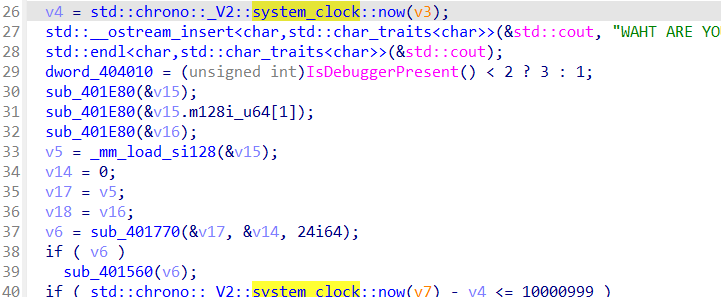 26 v4 = std::chrono::_V2::system_clock::now(v3);
27 std::__ostream_insert<char,std::char_traits<char>>(&std::cout, "WAHT ARE YO
28 std::endl<char,std::char_traits<char>>(&std::cout);
29 dword_404010 = (unsigned int)IsDebuggerPresent() < 2 ? 3 : 1;
30 sub_401E80(&v15);
31 sub_401E80(&v15.m128i_u64[1]);
32 sub_401E80(&v16);
33 v5 = _mm_load_si128(&v15);
34 v14 = 0;
35 v17 = v5;
36 v18 = v16;
37 v6 = sub_401770(&v17, &v14, 24i64);
38 if ( v6 )
39 sub_401560(v6);
40 if ( std::chrono::_V2::system_clock::now(v7) - v4 <= 10000999 )